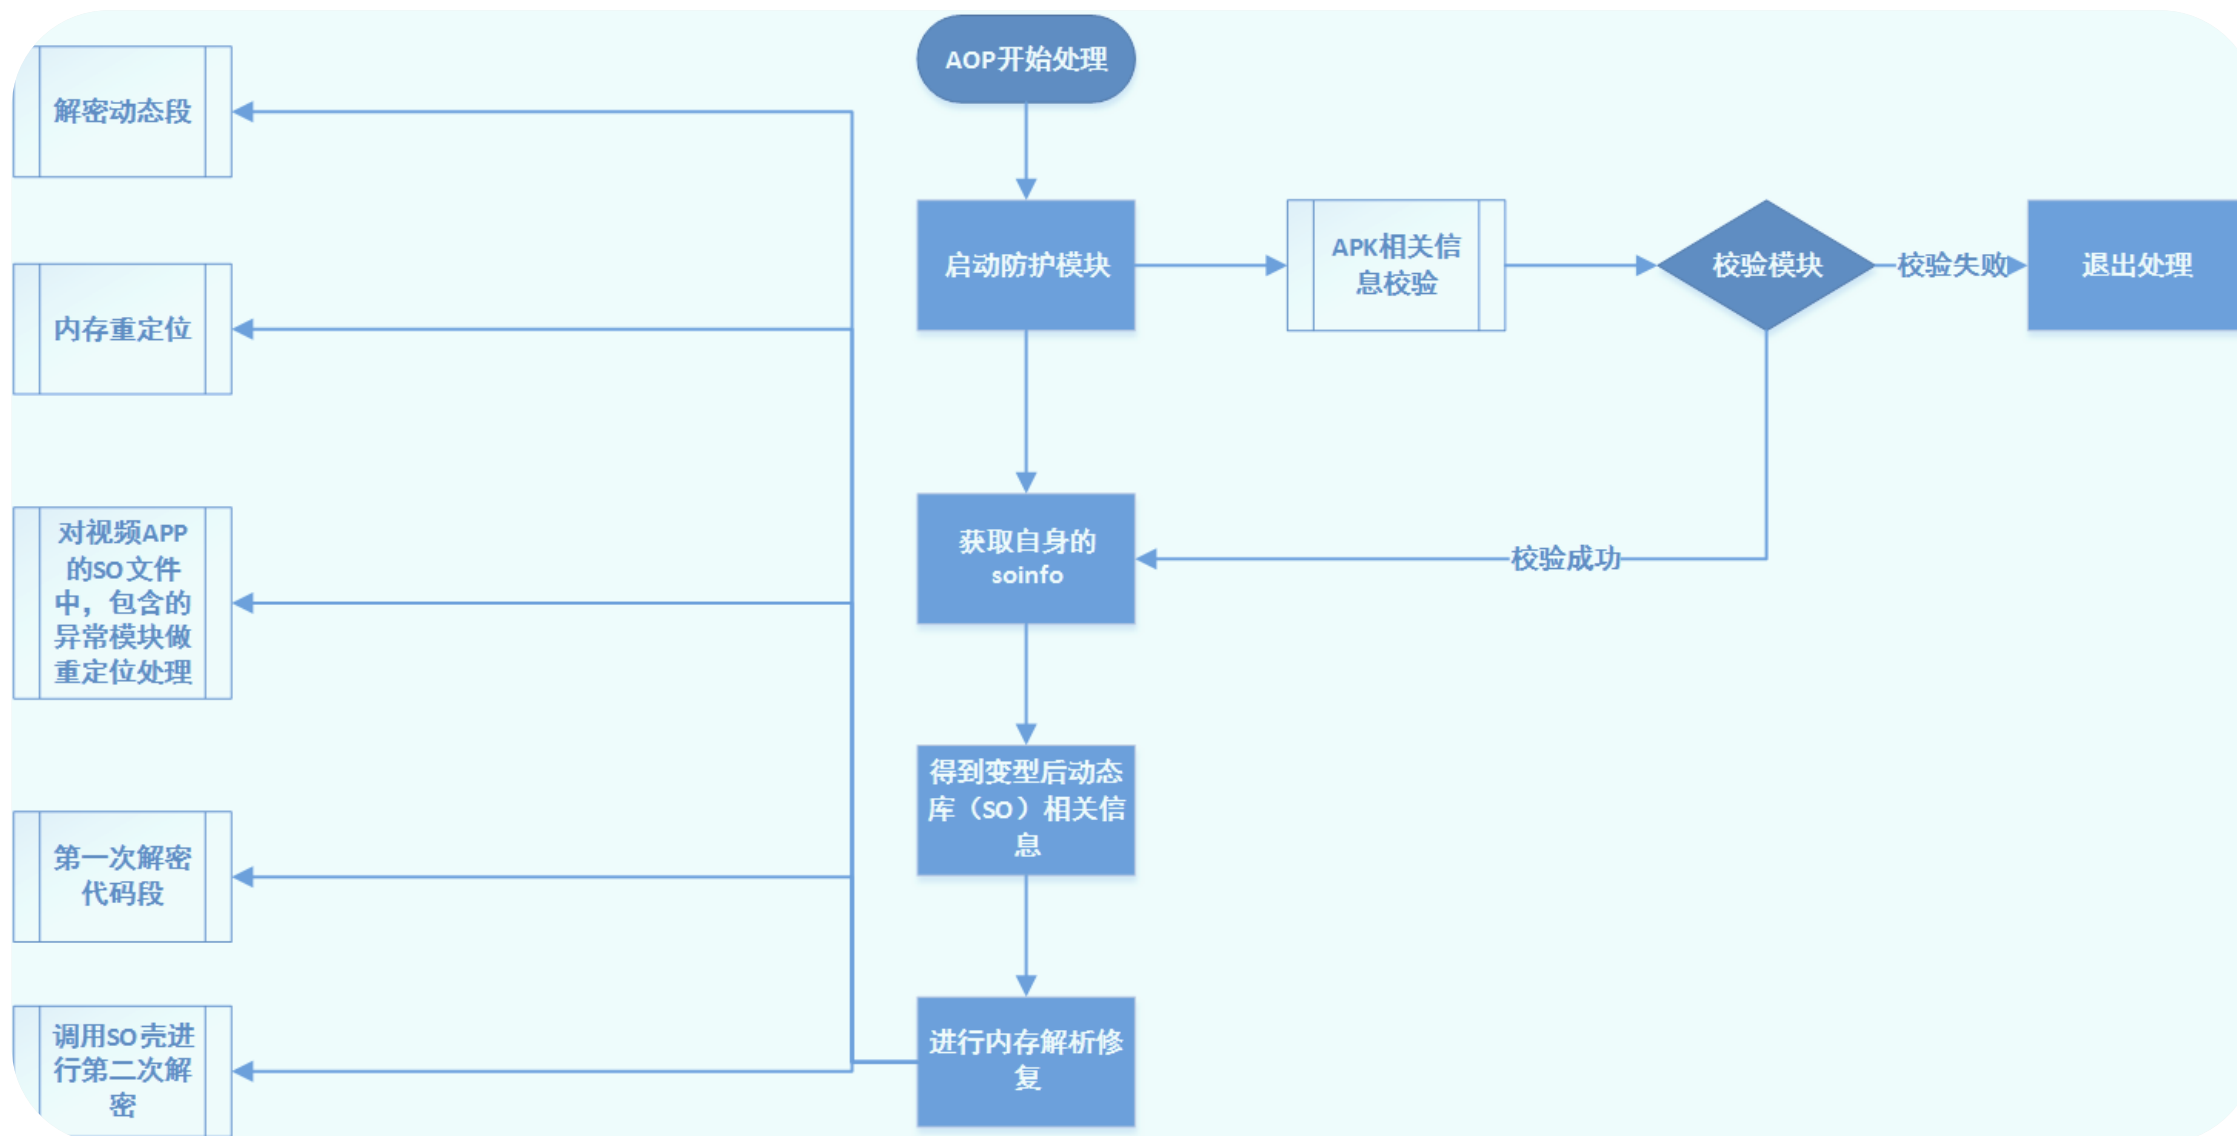 AOP开始处理
解密动态段
启动防护模块
APK相关信
息校验
校验模块
校验失败
退出处理
内存重定位
获取自身的
soinfo
校验成功
对视频APP
的SO文件
中，包含的
异常模块做
重定位处理
得到变型后动态
库（SO）相关信
息
第一次解密
代码段
进行内存解析修
复
调用SO壳进
行第二次解
密